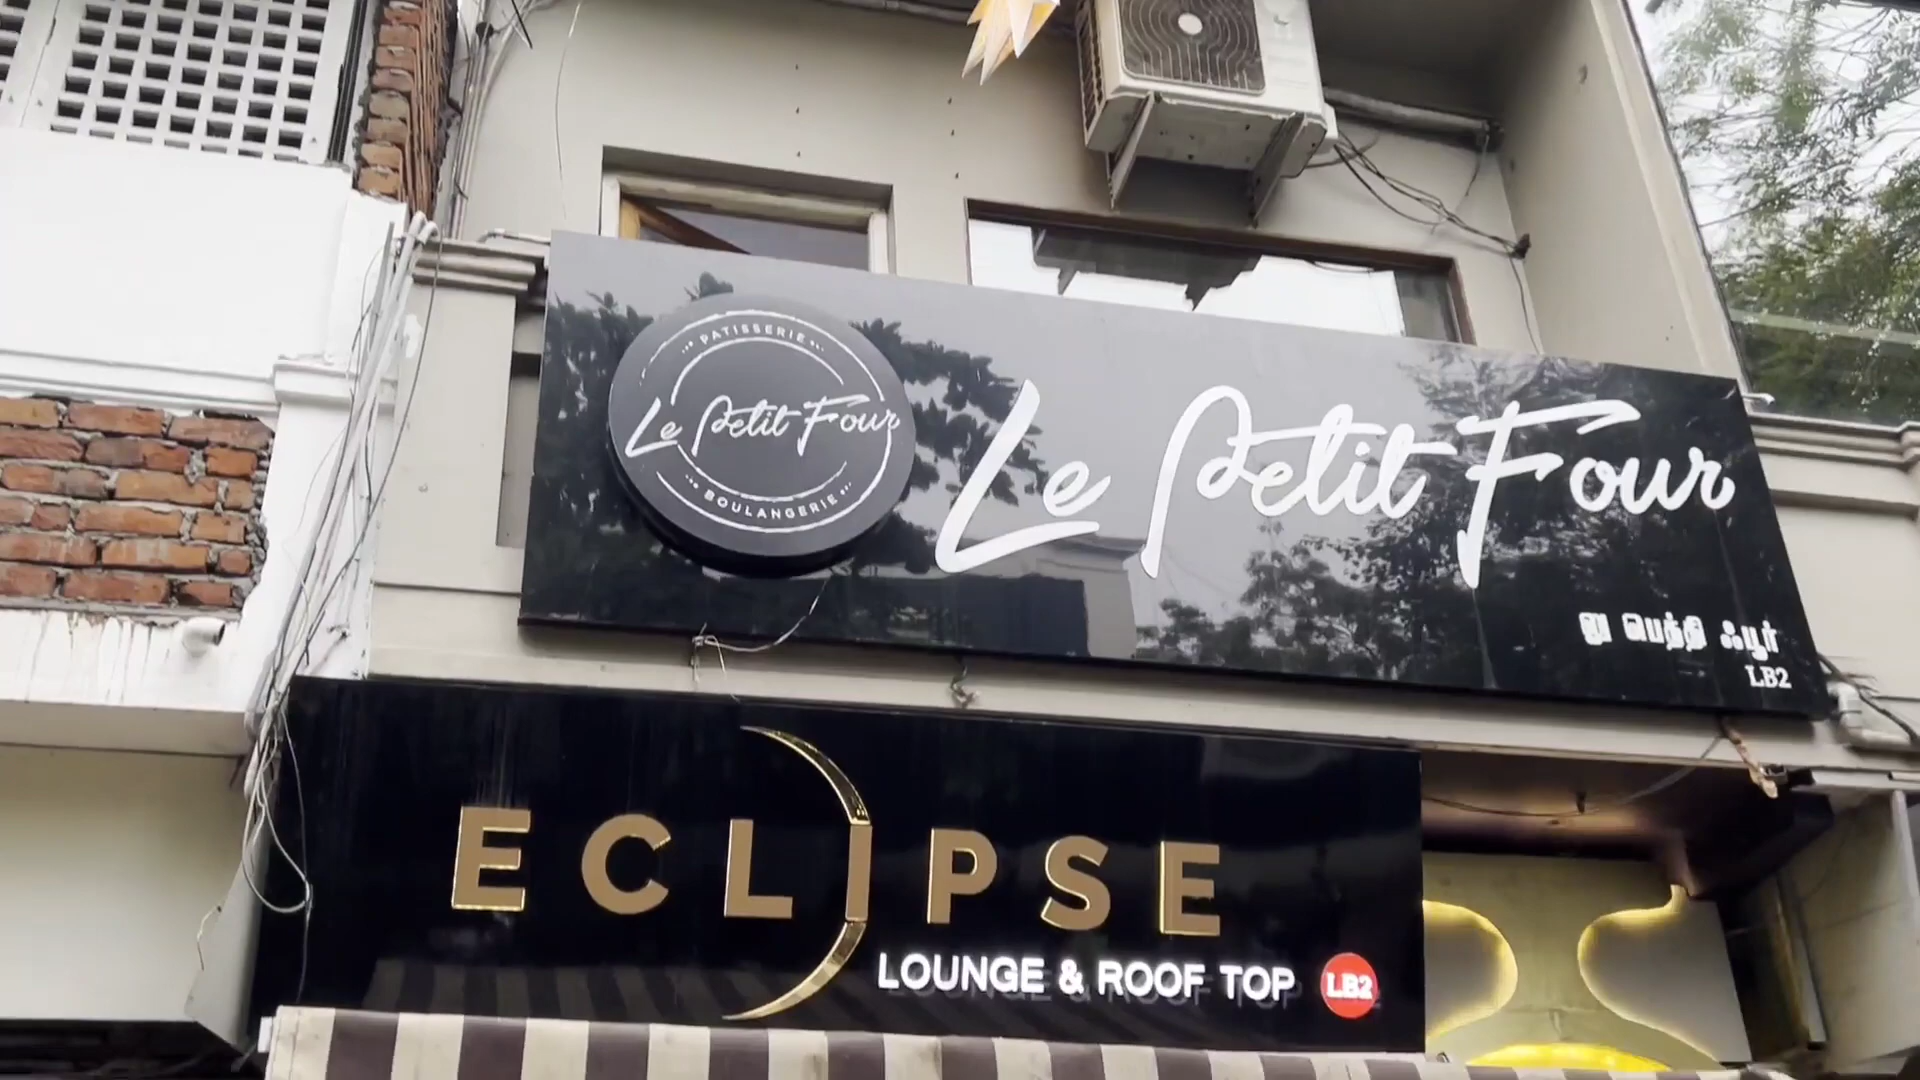 PATISSERIE
Le Petit Four
BOULANGERIE
Le Petit Four
லு பெத்தி ஃபூர்
LB2
ECLIPSE
LOUNGE & ROOF TOP
LB2